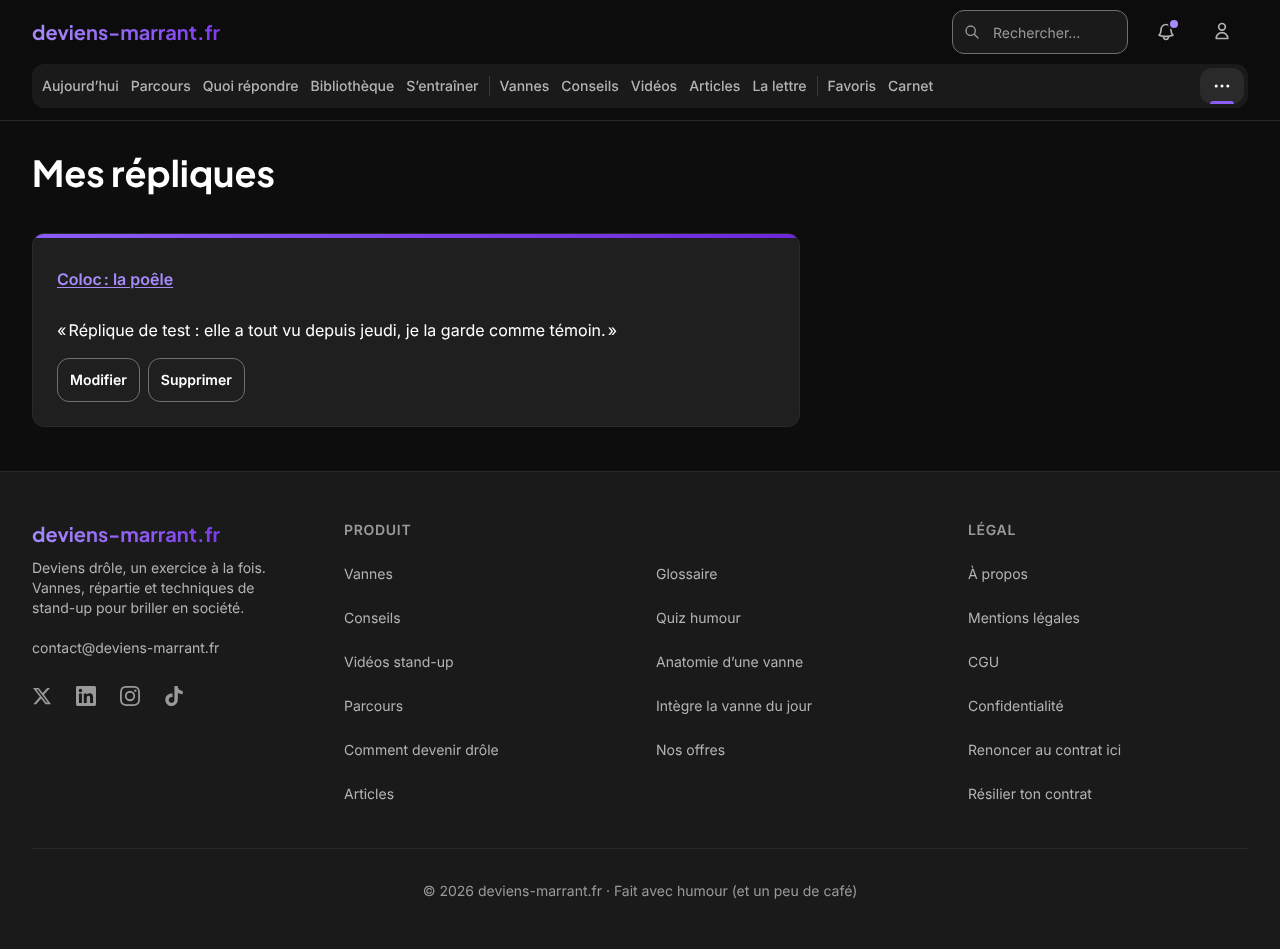 deviens-marrant.fr
Rechercher...
Aujourd’hui Parcours Quoi répondre Bibliothèque S’entraîner Vannes Conseils Vidéos Articles La lettre Favoris Carnet
Mes répliques
Coloc : la poêle
« Réplique de test : elle a tout vu depuis jeudi, je la garde comme témoin. »
Modifier Supprimer
deviens-marrant.fr
Deviens drôle, un exercice à la fois.
Vannes, répartie et techniques de
stand-up pour briller en société.
contact@deviens-marrant.fr
PRODUIT
Vannes
Conseils
Vidéos stand-up
Parcours
Comment devenir drôle
Articles
Glossaire
Quiz humour
Anatomie d’une vanne
Intègre la vanne du jour
Nos offres
LÉGAL
À propos
Mentions légales
CGU
Confidentialité
Renoncer au contrat ici
Résilier ton contrat
© 2026 deviens-marrant.fr · Fait avec humour (et un peu de café)